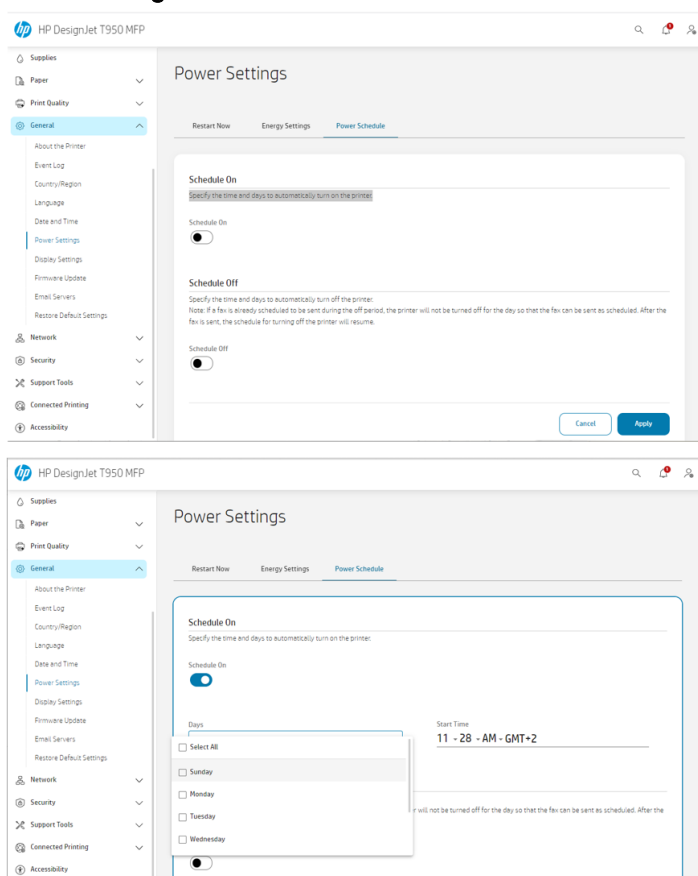 hp HP DesignJet T950 MFP
Supplies
Paper
Print Quality
General
About the Printer
Event Log
Country/Region
Language
Date and Time
Power Settings
Display Settings
Firmware Update
Email Servers
Restore Default Settings
Network
Security
Support Tools
Connected Printing
Accessibility
Power Settings
Restart Now Energy Settings Power Schedule
Schedule On
Specify the time and days to automatically turn on the printer.
Schedule On
Schedule Off
Specify the time and days to automatically turn off the printer.
Note: If a fax is already scheduled to be sent during the off period, the printer will not be turned off for the day so that the fax can be sent as scheduled. After the
fax is sent, the schedule for turning off the printer will resume.
Schedule Off
Cancel Apply
hp HP DesignJet T950 MFP
Supplies
Paper
Print Quality
General
About the Printer
Event Log
Country/Region
Language
Date and Time
Power Settings
Display Settings
Firmware Update
Email Servers
Restore Default Settings
Network
Security
Support Tools
Connected Printing
Accessibility
Power Settings
Restart Now Energy Settings Power Schedule
Schedule On
Specify the time and days to automatically turn on the printer.
Schedule On
Days Start Time
11 - 28 - AM - GMT+2
Select All
Sunday
Monday
Tuesday
Wednesday
will not be turned off for the day so that the fax can be sent as scheduled. After the